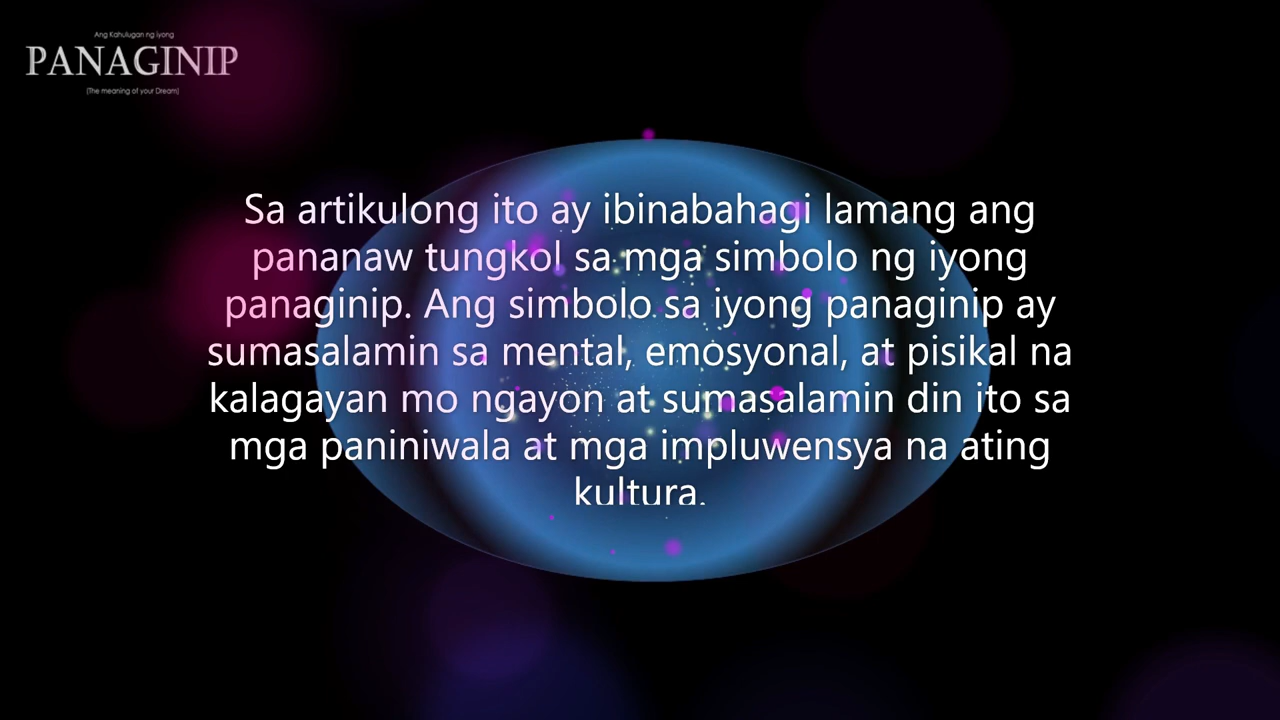 Ang Kahulugan ng iyong
PANAGINIP
(The meaning of your Dream)
Sa artikulong ito ay ibinabahagi lamang ang
pananaw tungkol sa mga simbolo ng iyong
panaginip. Ang simbolo sa iyong panaginip ay
sumasalamin sa mental, emosyonal, at pisikal na
kalagayan mo ngayon at sumasalamin din ito sa
mga paniniwala at mga impluwensya na ating
kultura.